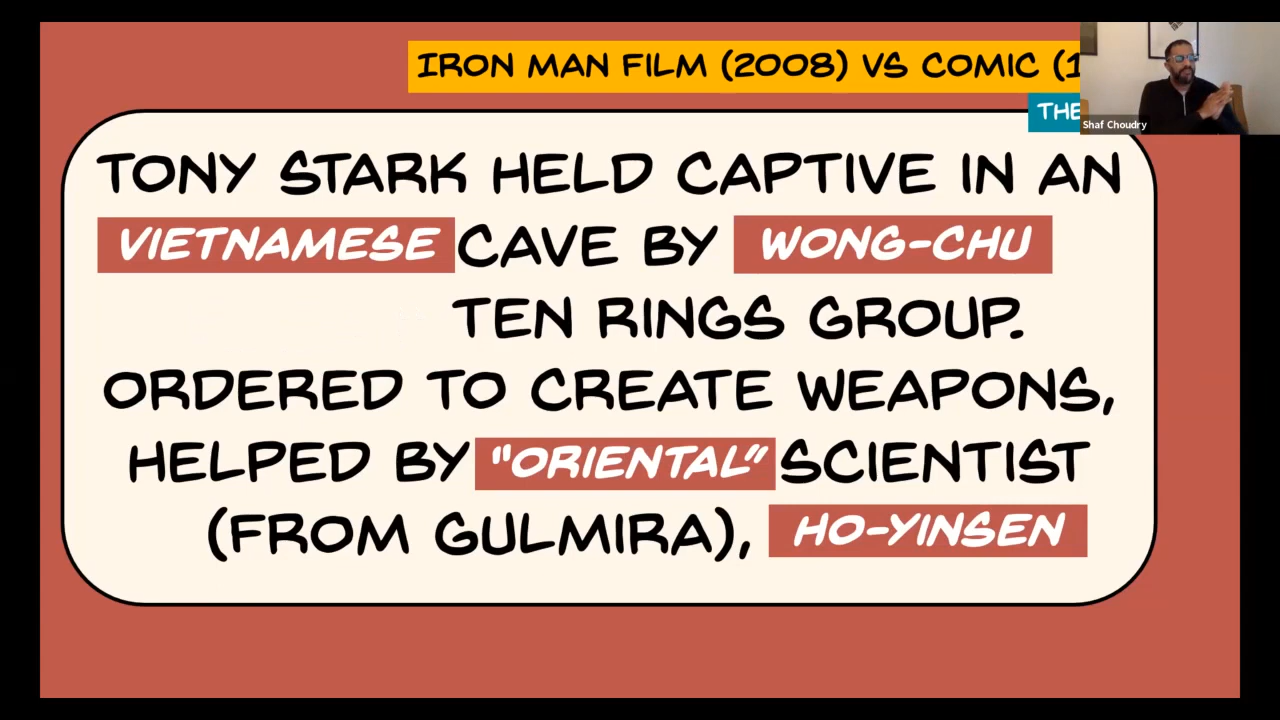 IRON MAN FILM (2008) VS COMIC (1
THE
Shaf Choudry
TONY STARK HELD CAPTIVE IN AN
VIETNAMESE CAVE BY WONG-CHU
TEN RINGS GROUP.
ORDERED TO CREATE WEAPONS,
HELPED BY "ORIENTAL" SCIENTIST
(FROM GULMIRA), HO-YINSEN